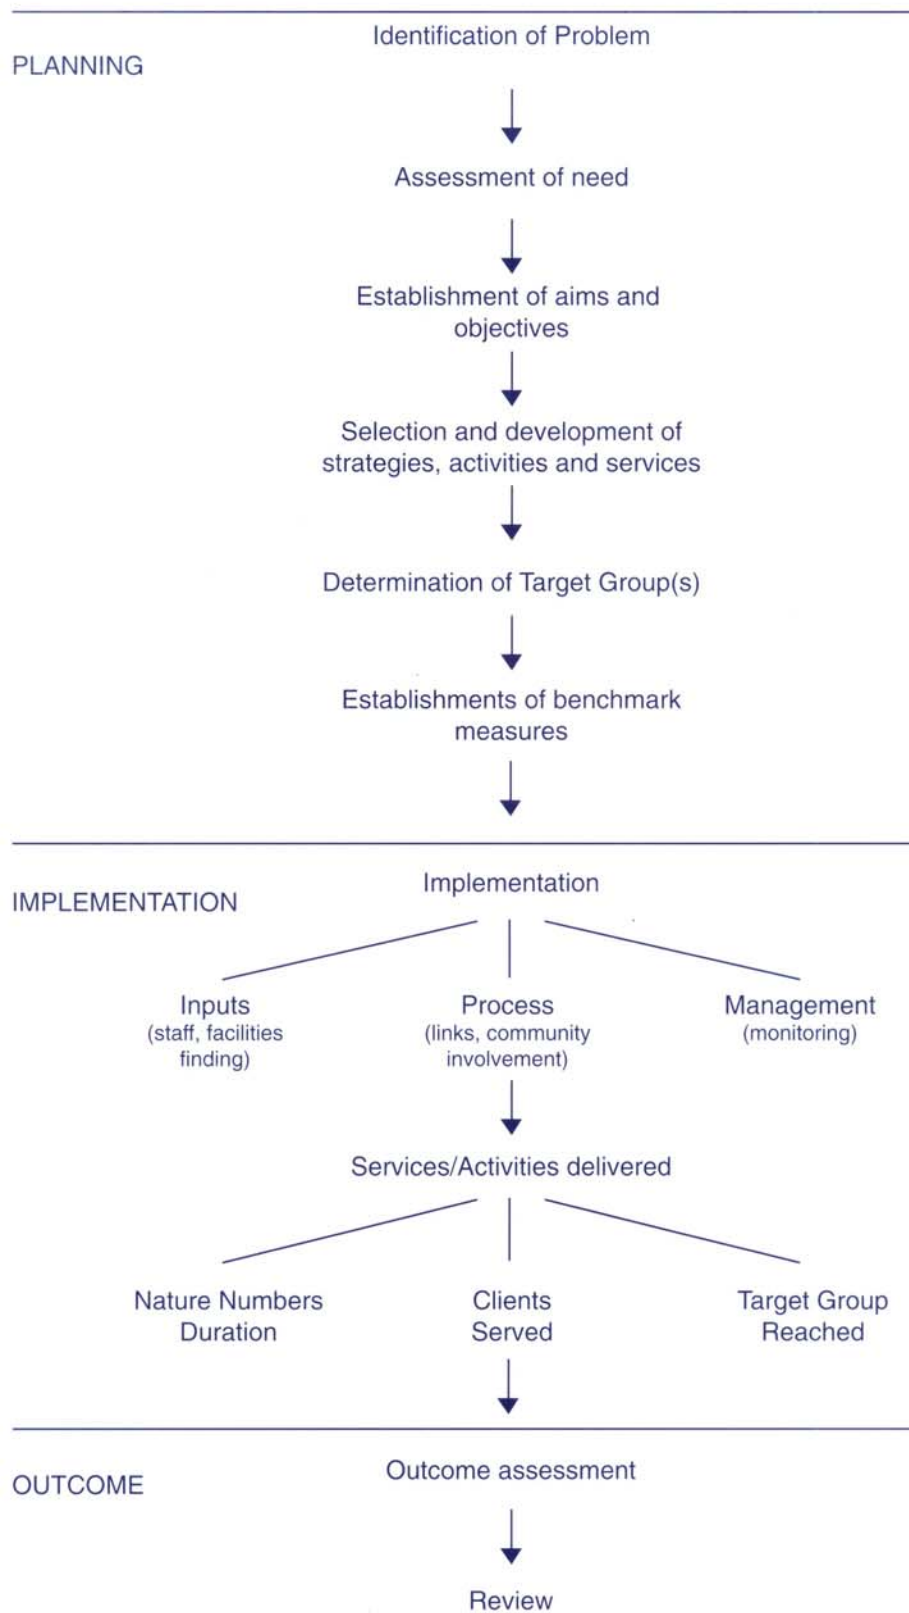 Identification of Problem
PLANNING
Assessment of need
Establishment of aims and
objectives
Selection and development of
strategies, activities and services
Determination of Target Group(s)
Establishments of benchmark
measures
Implementation
IMPLEMENTATION
Inputs
(staff, facilities
finding)
Process
(links, community
involvement)
Management
(monitoring)
Services/Activities delivered
Nature Numbers
Duration
Clients
Served
Target Group
Reached
Outcome assessment
OUTCOME
Review